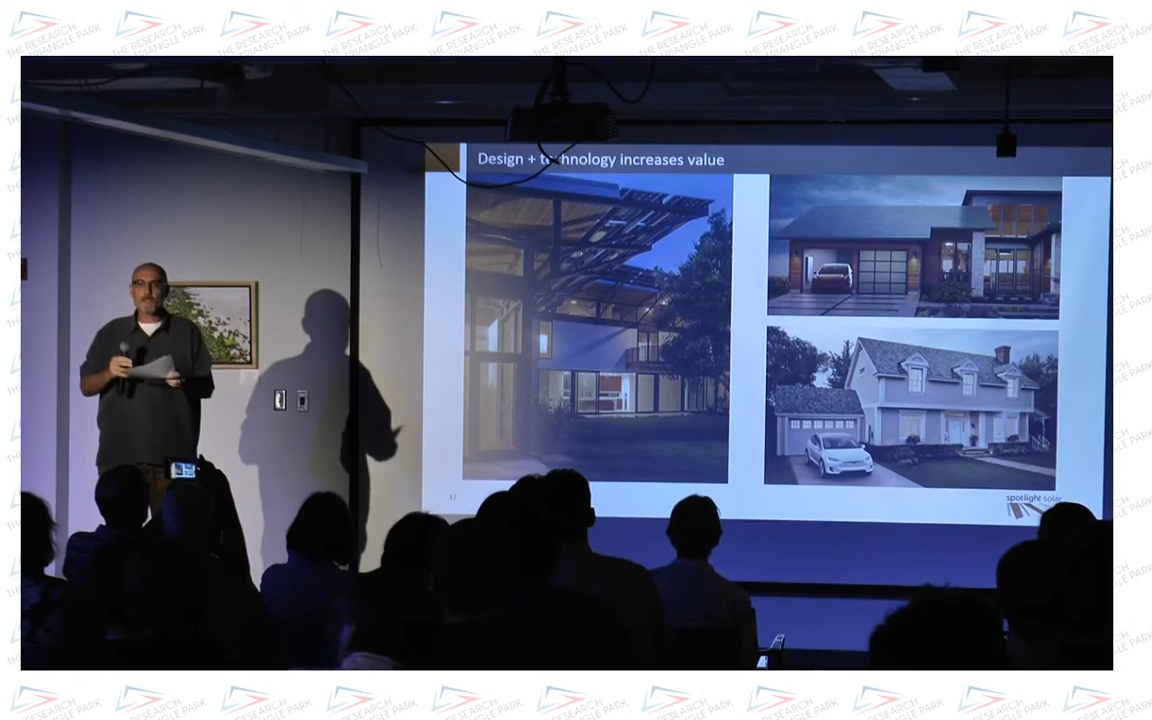 THE RESEARCH
TRIANGLE PARK
Design + technology increases value
spotlight solar